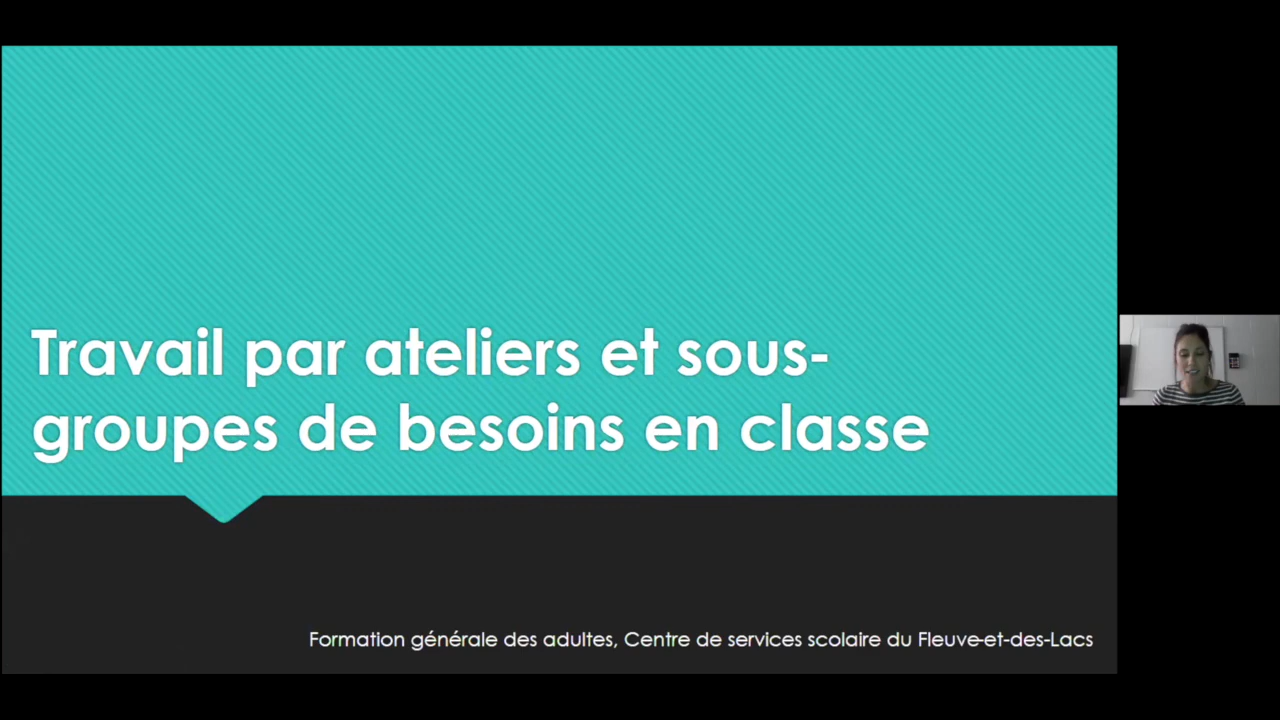 Travail par ateliers et sous-
groupes de besoins en classe
Formation générale des adultes, Centre de services scolaire du Fleuve-et-des-Lacs